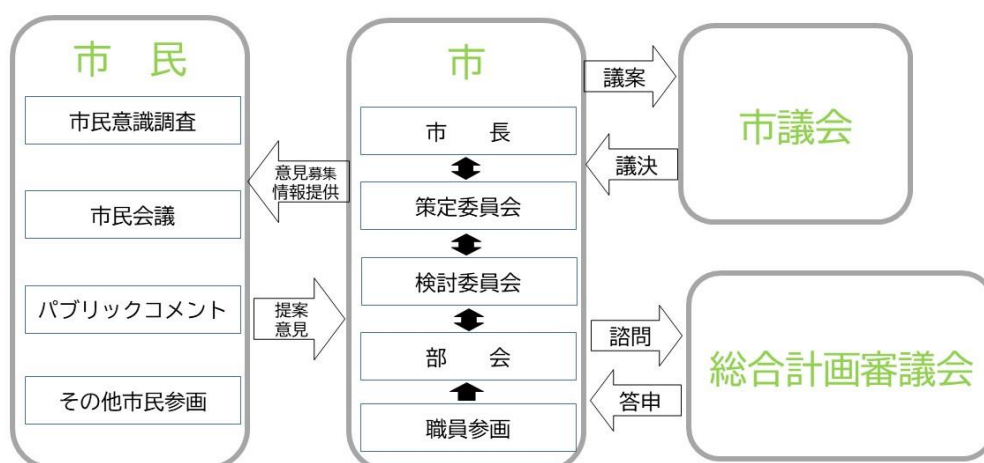 市　民
市民意識調査
市民会議
パブリックコメント
その他市民参画
意見募集
情報提供
提案
意見
市
市　　長
策定委員会
検討委員会
部　　会
職員参画
議案
議決
市議会
諮問
答申
総合計画審議会